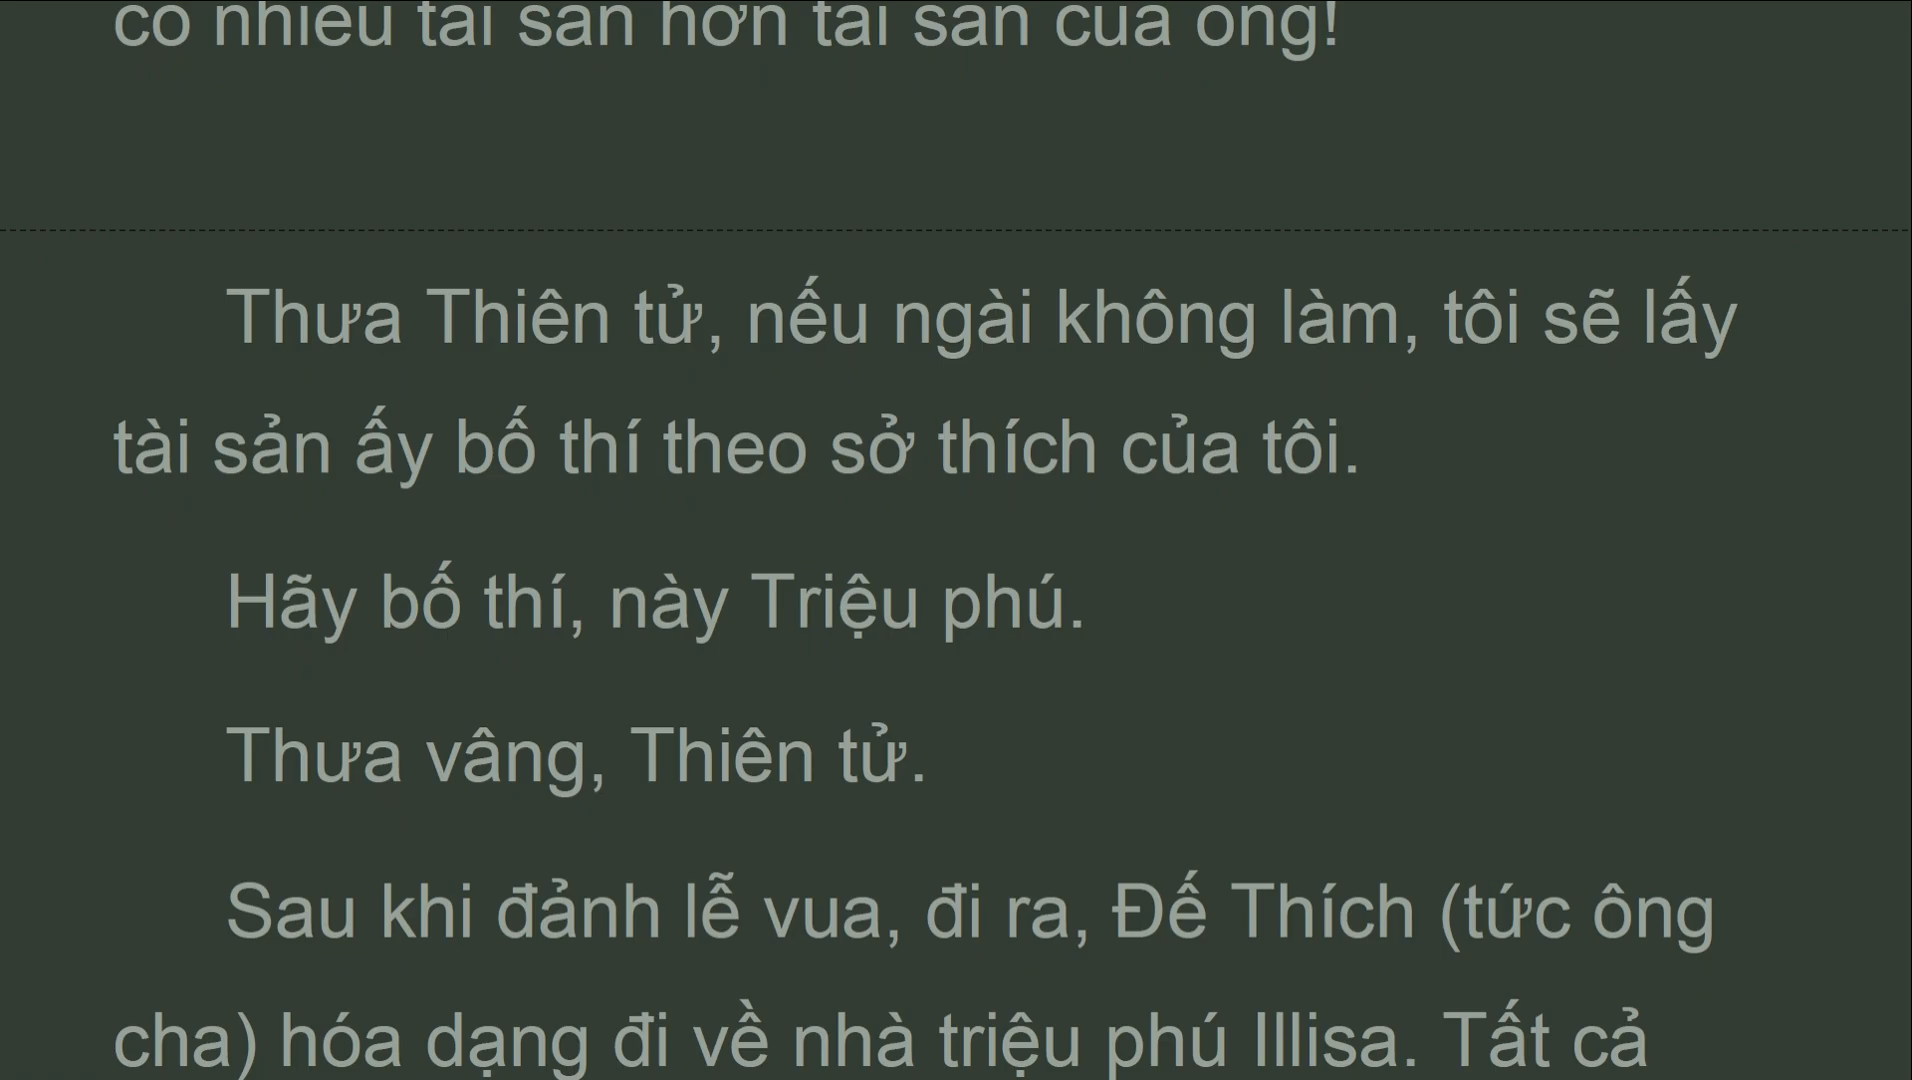 có nhiều tài sản hơn tài sản của ông!
Thưa Thiên tử, nếu ngài không làm, tôi sẽ lấy
tài sản ấy bố thí theo sở thích của tôi.
Hãy bố thí, này Triệu phú.
Thưa vâng, Thiên tử.
Sau khi đảnh lễ vua, đi ra, Đế Thích (tức ông
cha) hóa dạng đi về nhà triệu phú Illisa. Tất cả